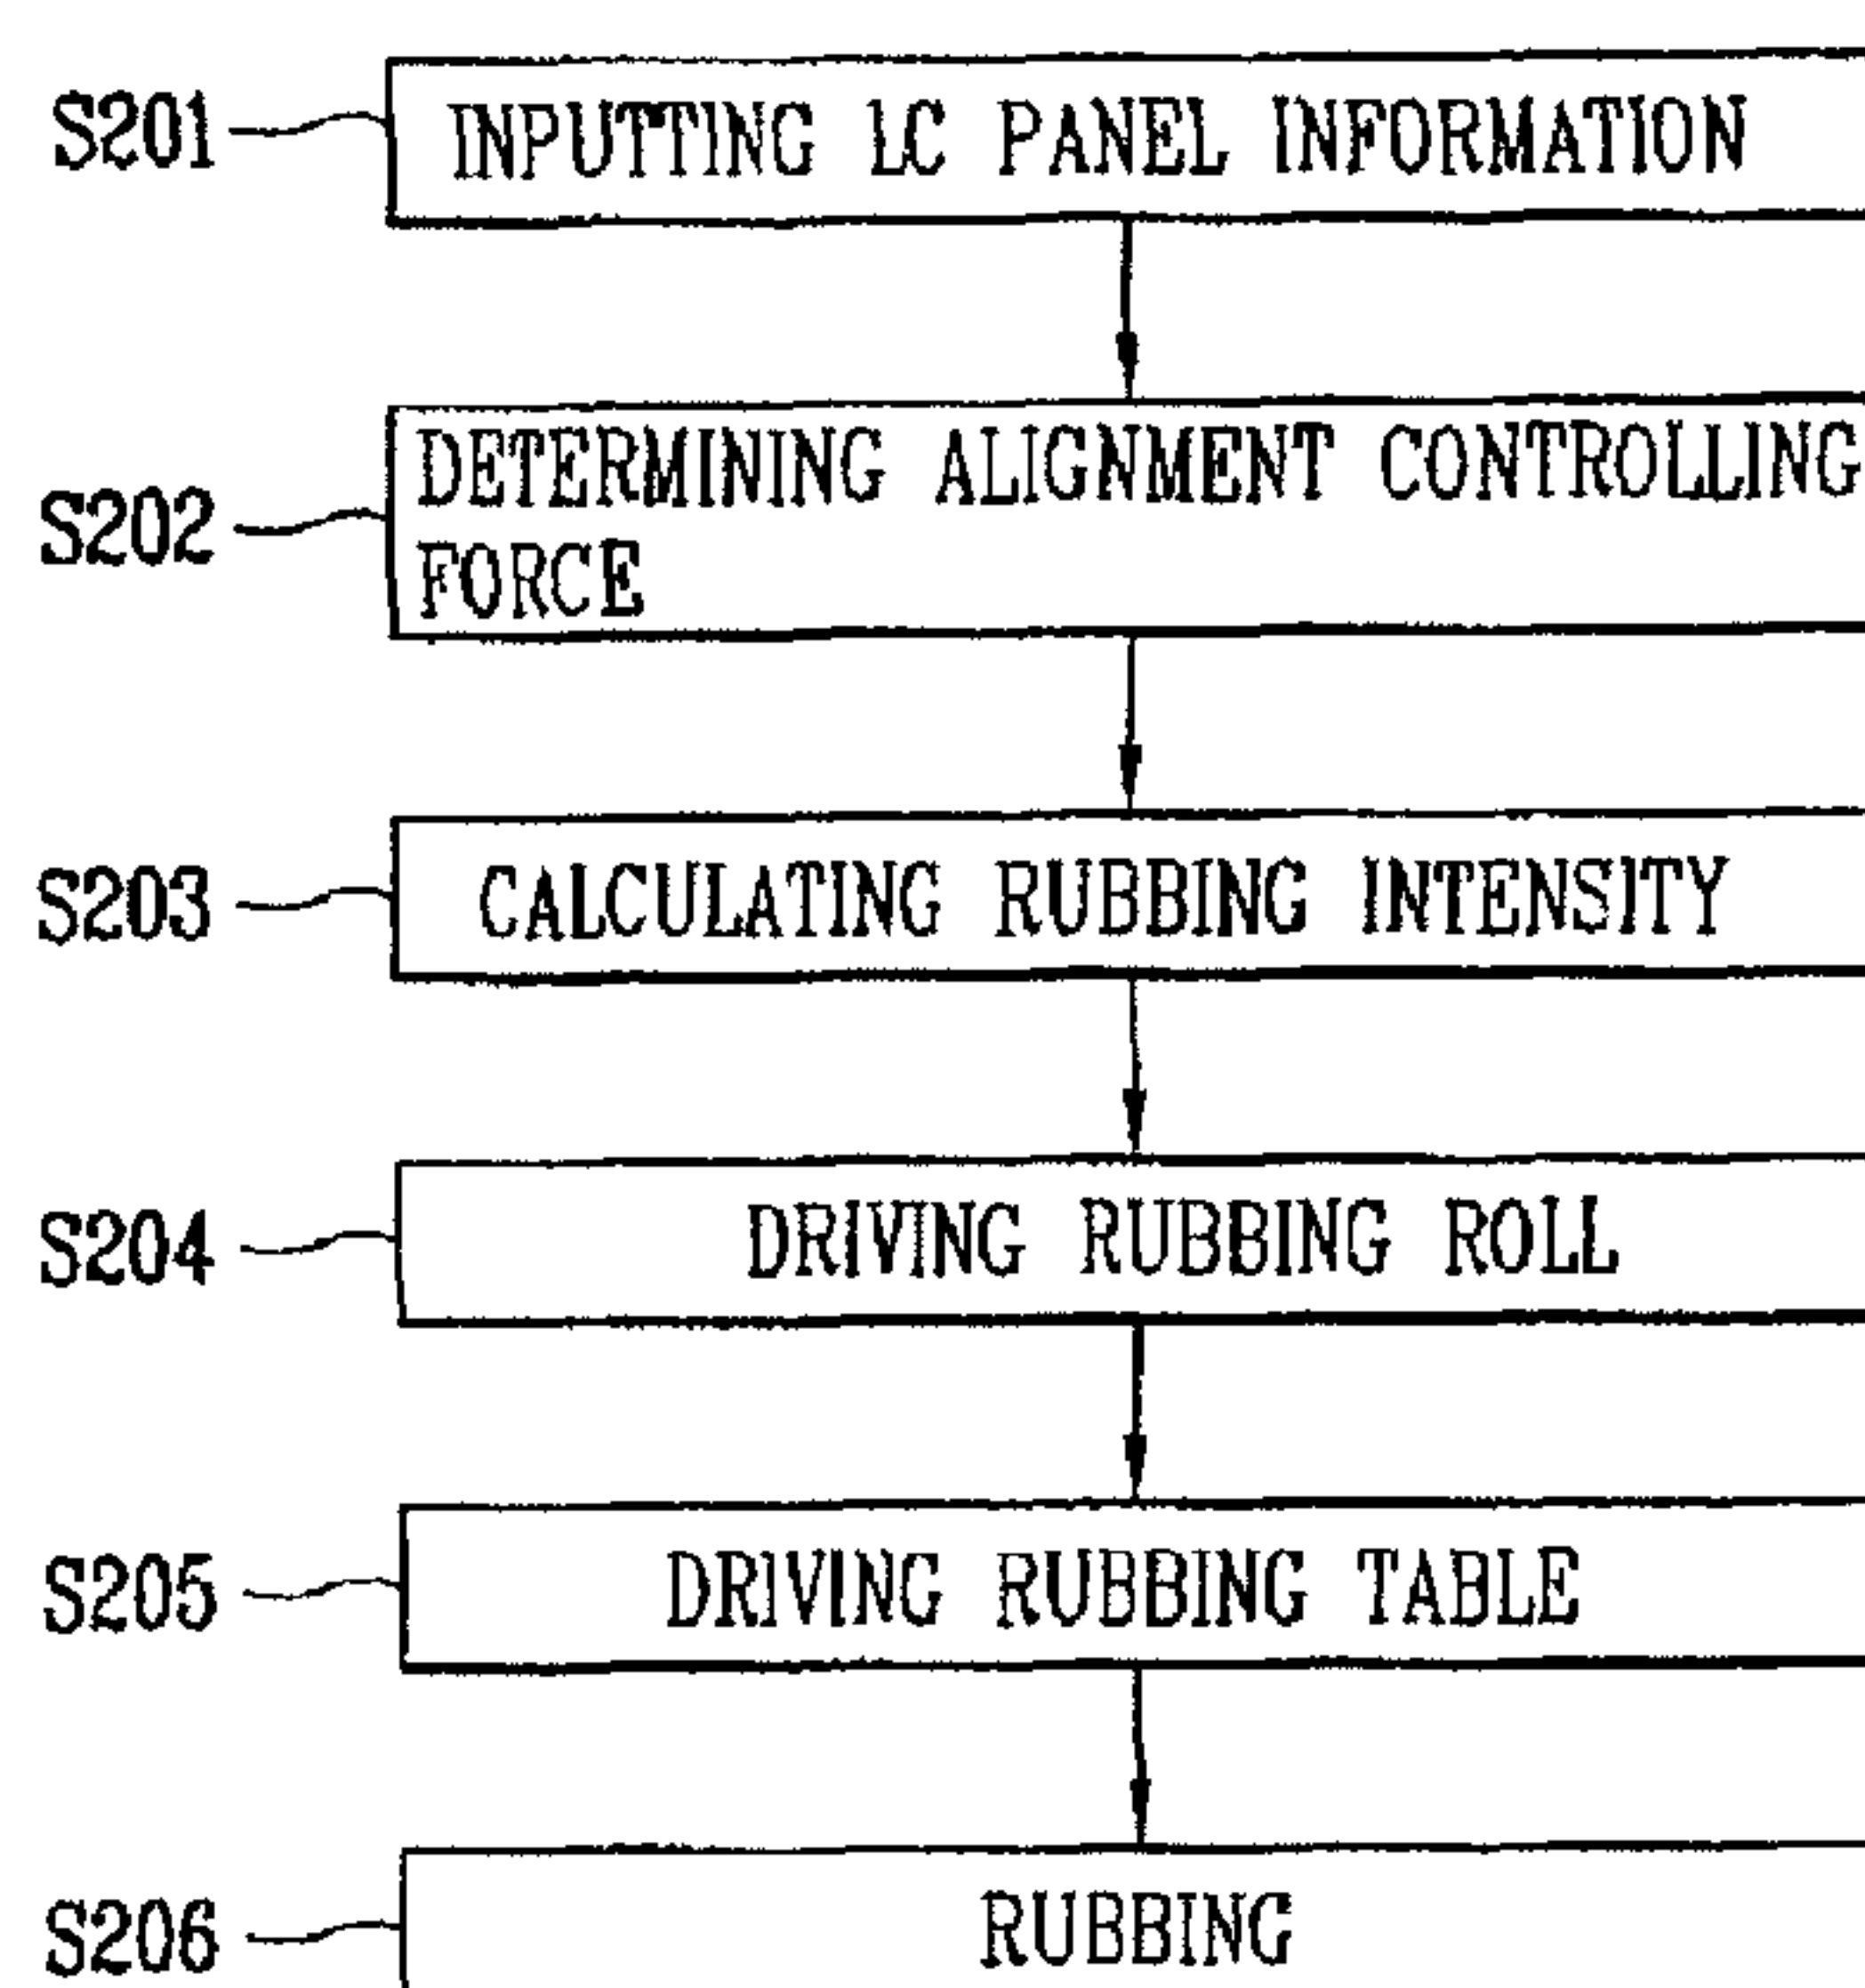 S201 INPUTTING LC PANEL INFORMATION
S202 DETERMINING ALIGNMENT CONTROLLING
FORCE
S203 CALCULATING RUBBING INTENSITY
S204 DRIVING RUBBING ROLL
S205 DRIVING RUBBING TABLE
S206 RUBBING